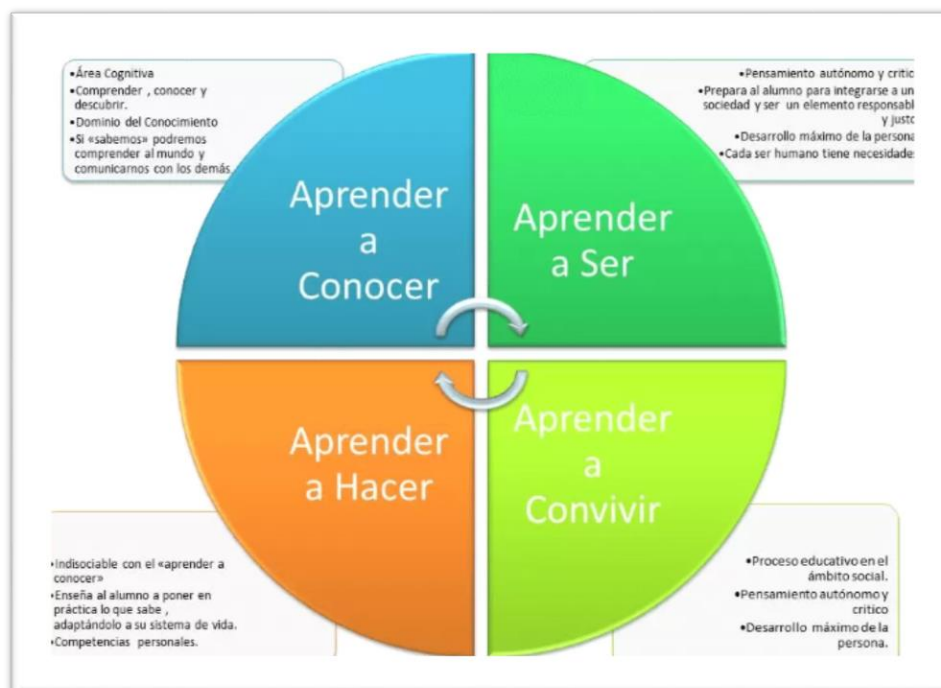 •Área Cognitiva
•Comprender , conocer y
descubrir.
•Dominio del Conocimiento
•Si «sabemos» podremos
comprender al mundo y
comunicarnos con los demás.
Aprender
a
Conocer
•Pensamiento autónomo y critic
•Prepara al alumno para integrarse a un
sociedad y ser un elemento responsabl
y justo
•Desarrollo máximo de la persona
•Cada ser humano tiene necesidades
Aprender
a Ser
Aprender
a Hacer
•Indisociable con el «aprender a
conocer»
•Enseña al alumno a poner en
práctica lo que sabe ,
adaptándolo a su sistema de vida.
•Competencias personales.
Aprender
a
Convivir
•Proceso educativo en el
ámbito social.
•Pensamiento autónomo y
critico
•Desarrollo máximo de la
persona.